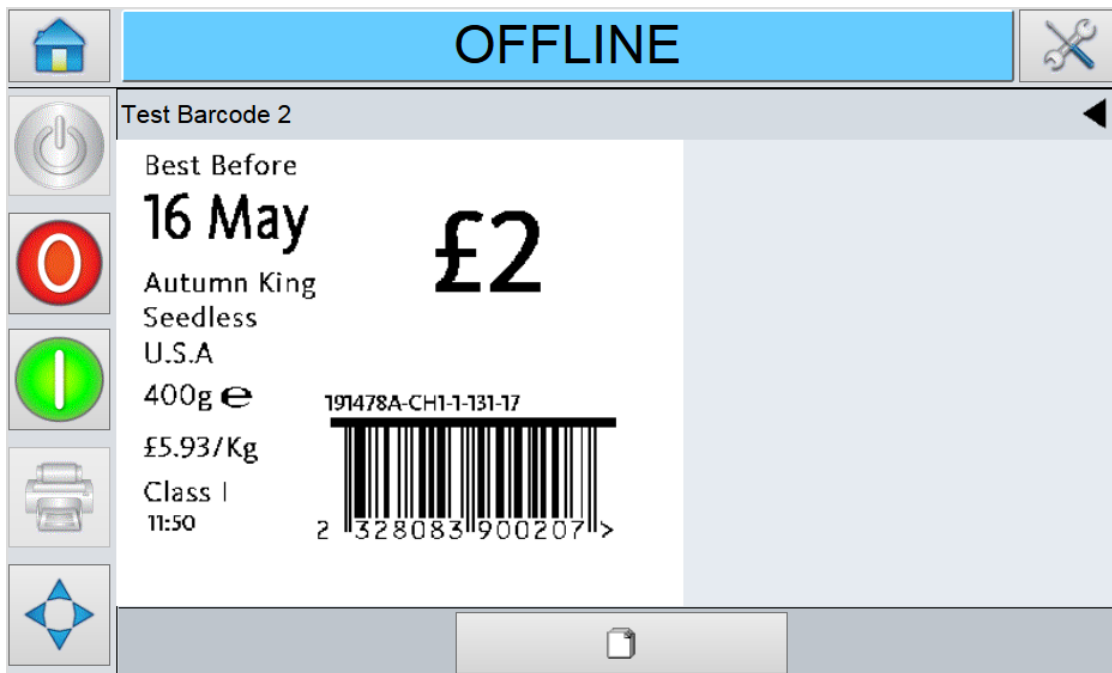 OFFLINE
Test Barcode 2
Best Before
16 May
£2
Autumn King
Seedless
U.S.A
400g ℮
191478A-CH1-1-131-17
£5.93/Kg
Class I
11:50
2 328083 900207 >